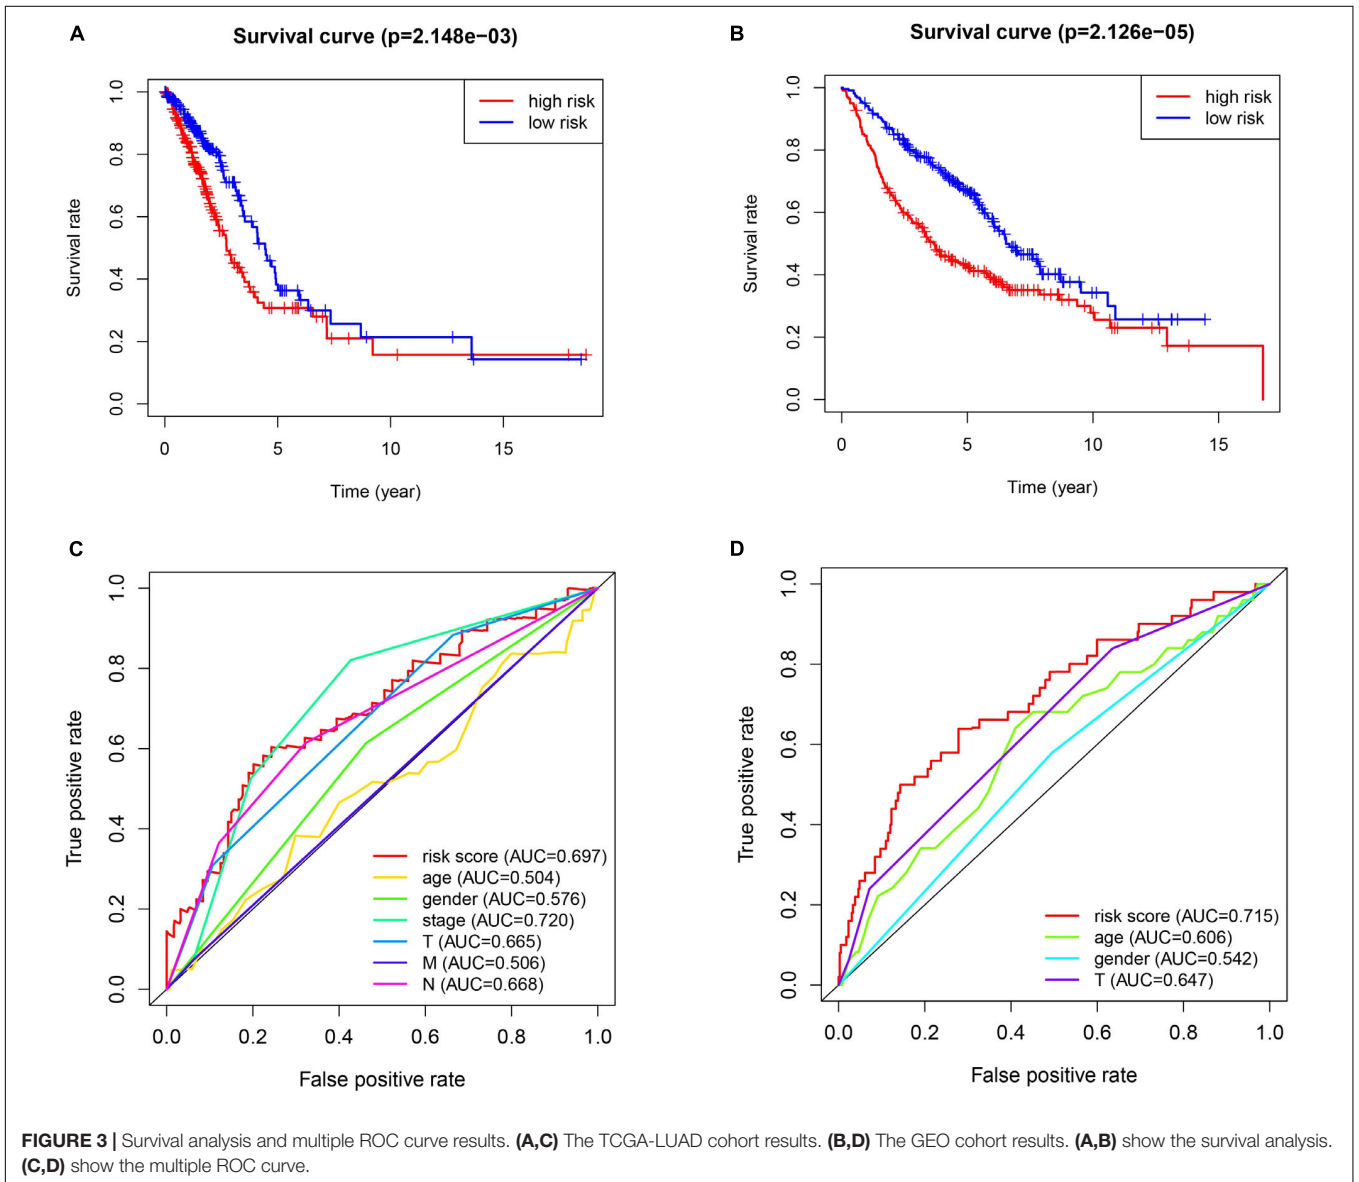 A
Survival curve (p=2.148e−03)
Survival rate
1.0
0.8
0.6
0.4
0.2
0.0
high risk
low risk
0 5 10 15
Time (year)
B
Survival curve (p=2.126e−05)
Survival rate
1.0
0.8
0.6
0.4
0.2
0.0
high risk
low risk
0 5 10 15
Time (year)
C
True positive rate
1.0
0.8
0.6
0.4
0.2
0.0
risk score (AUC=0.697)
age (AUC=0.504)
gender (AUC=0.576)
stage (AUC=0.720)
T (AUC=0.665)
M (AUC=0.506)
N (AUC=0.668)
0.0 0.2 0.4 0.6 0.8 1.0
False positive rate
D
True positive rate
1.0
0.8
0.6
0.4
0.2
0.0
risk score (AUC=0.715)
age (AUC=0.606)
gender (AUC=0.542)
T (AUC=0.647)
0.0 0.2 0.4 0.6 0.8 1.0
False positive rate
FIGURE 3 | Survival analysis and multiple ROC curve results. (A,C) The TCGA-LUAD cohort results. (B,D) The GEO cohort results. (A,B) show the survival analysis.
(C,D) show the multiple ROC curve.